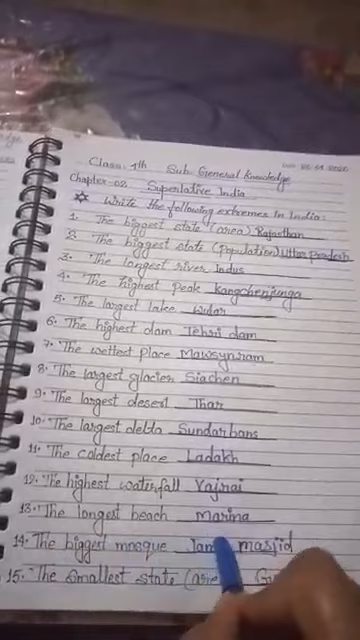 Class: 4th Sub: General Knowledge
Chapter-02 Superlative India
Write the following extremes in India:
1. The biggest state (area) Rajasthan
2. The biggest state (population) Uttar Pradesh
3. The longest river Indus
4. The highest peak Kangchenjunga
5. The largest lake Wular
6. The highest dam Tehri dam
7. The wettest place Mawsynram
8. The largest glacier Siachen
9. The largest desert Thar
10. The largest delda Sundarbans
11. The coldest place Ladakh
12. The highest waterfall Vajrai
13. The longest beach Marina
14. The biggest mosque masjid
15. The smallest state